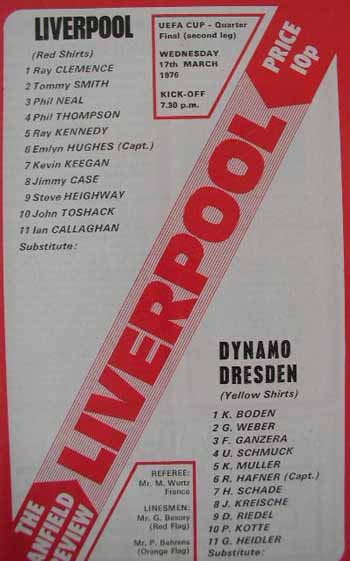 LIVERPOOL
(Red Shirts)
1 Ray CLEMENCE
2 Tommy SMITH
3 Phil NEAL
4 Phil THOMPSON
5 Ray KENNEDY
6 Emlyn HUGHES (Capt.)
7 Kevin KEEGAN
8 Jimmy CASE
9 Steve HEIGHWAY
10 John TOSHACK
11 Ian CALLAGHAN
Substitute:
UEFA CUP - Quarter
Final (second leg)
WEDNESDAY
17th MARCH
1976
KICK-OFF
7.30 p.m.
PRICE
10p
LIVERPOOL
THE
ANFIELD
REVIEW
DYNAMO
DRESDEN
(Yellow Shirts)
1 K. BODEN
2 G. WEBER
3 F. GANZERA
4 U. SCHMUCK
5 K. MULLER
6 R. HAFNER (Capt.)
7 H. SCHADE
8 J. KREISCHE
9 D. RIEDEL
10 P. KOTTE
11 G. HEIDLER
Substitute:
REFEREE:
Mr. M. Wurtz
France
LINESMEN:
Mr. G. Bexory
(Red Flag)
Mr. P. Behrens
(Orange Flag)